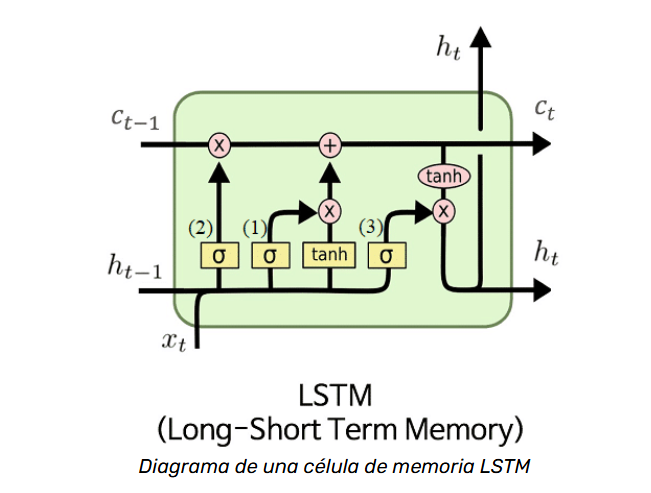 h_t
c_{t-1}
c_t
x
+
tanh
(2)
(1)
x
(3)
x
σ
σ
tanh
σ
h_{t-1}
h_t
x_t
LSTM
(Long-Short Term Memory)
Diagrama de una célula de memoria LSTM